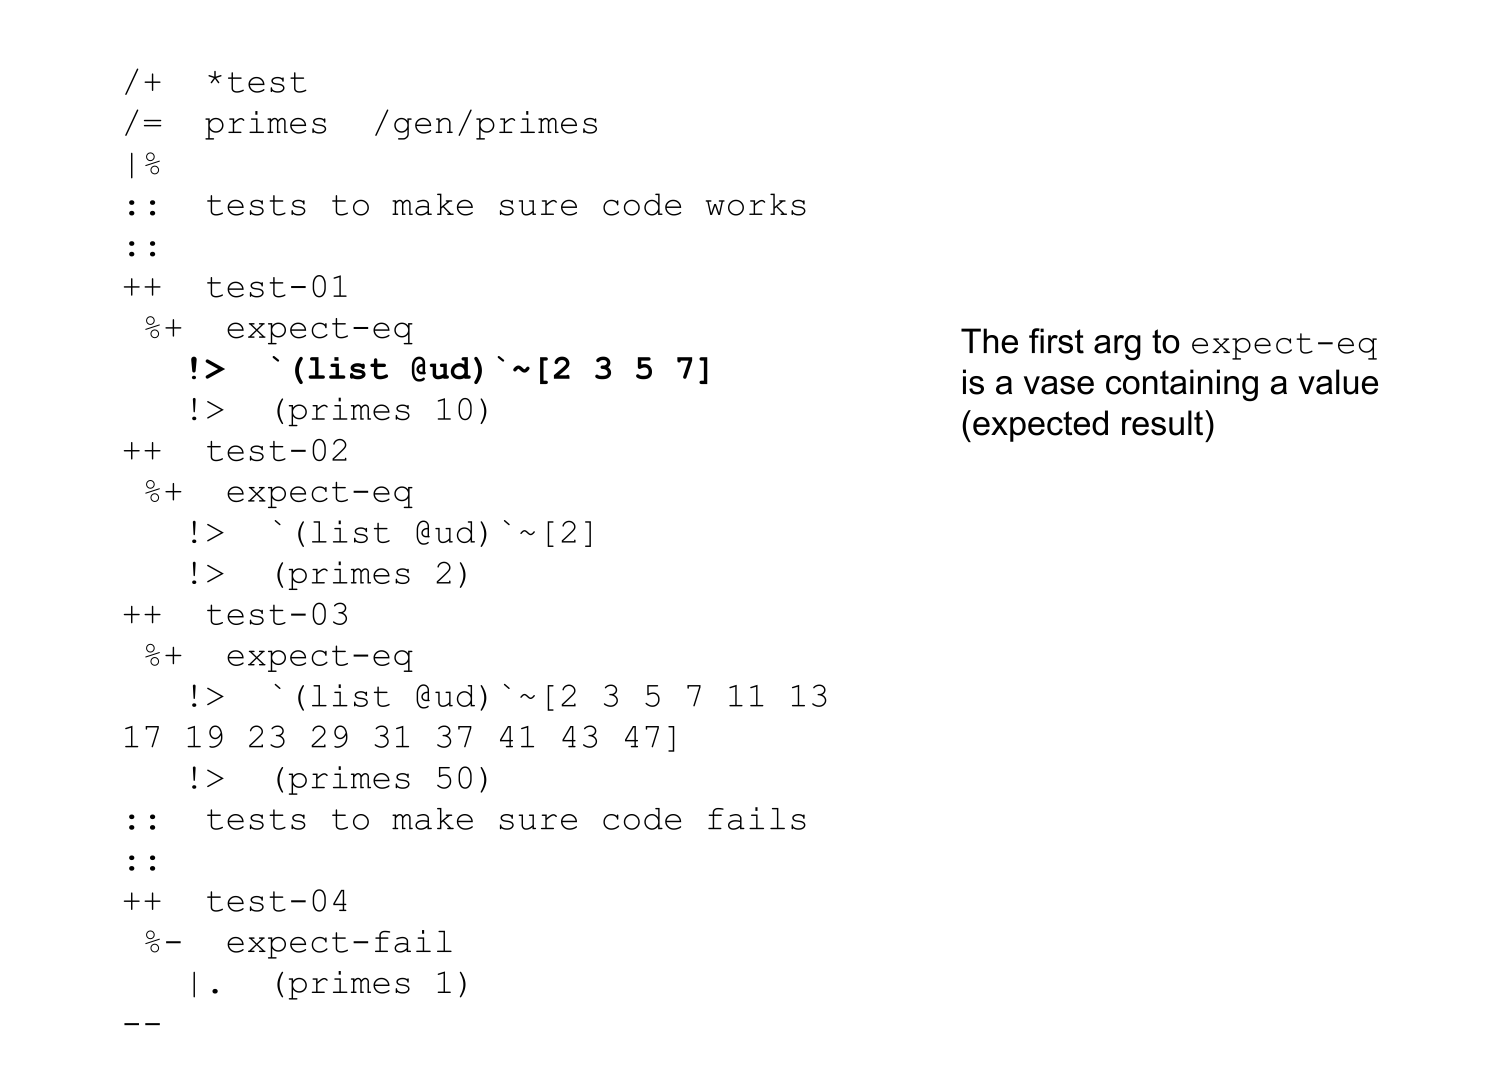 /+  *test
/=  primes  /gen/primes
|%
::  tests to make sure code works
::
++  test-01
 %+  expect-eq
   !>  `(list @ud)`~[2 3 5 7]
   !>  (primes 10)
++  test-02
 %+  expect-eq
   !>  `(list @ud)`~[2]
   !>  (primes 2)
++  test-03
 %+  expect-eq
   !>  `(list @ud)`~[2 3 5 7 11 13
17 19 23 29 31 37 41 43 47]
   !>  (primes 50)
::  tests to make sure code fails
::
++  test-04
 %-  expect-fail
   |.  (primes 1)
--
The first arg to expect-eq
is a vase containing a value
(expected result)